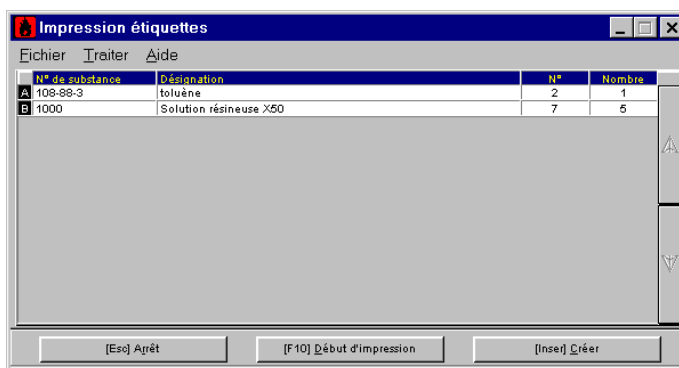 Impression étiquettes
Fichier Traiter Aide
N° de substance Désignation N° Nombre
A 108-88-3 toluène 2 1
B 1000 Solution résineuse X50 7 5
[Esc] Arrêt [F10] Début d'impression [Inser] Créer